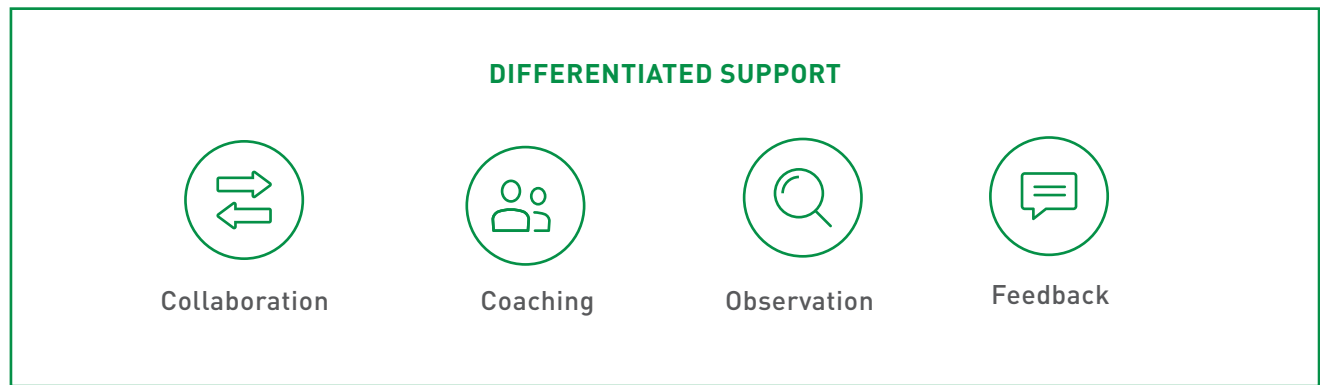 DIFFERENTIATED SUPPORT
Collaboration
Coaching
Observation
Feedback